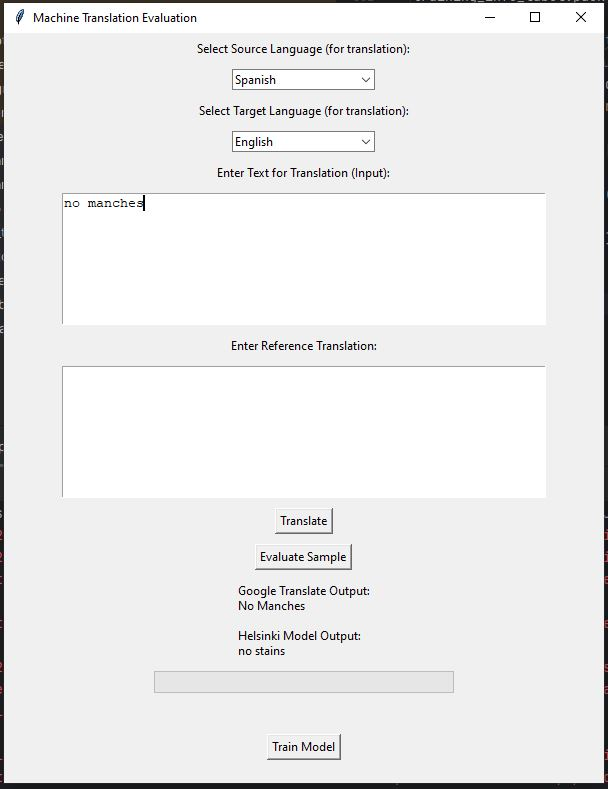 Machine Translation Evaluation
Select Source Language (for translation):
Spanish
Select Target Language (for translation):
English
Enter Text for Translation (Input):
no manches
Enter Reference Translation:
Translate
Evaluate Sample
Google Translate Output:
No Manches
Helsinki Model Output:
no stains
Train Model